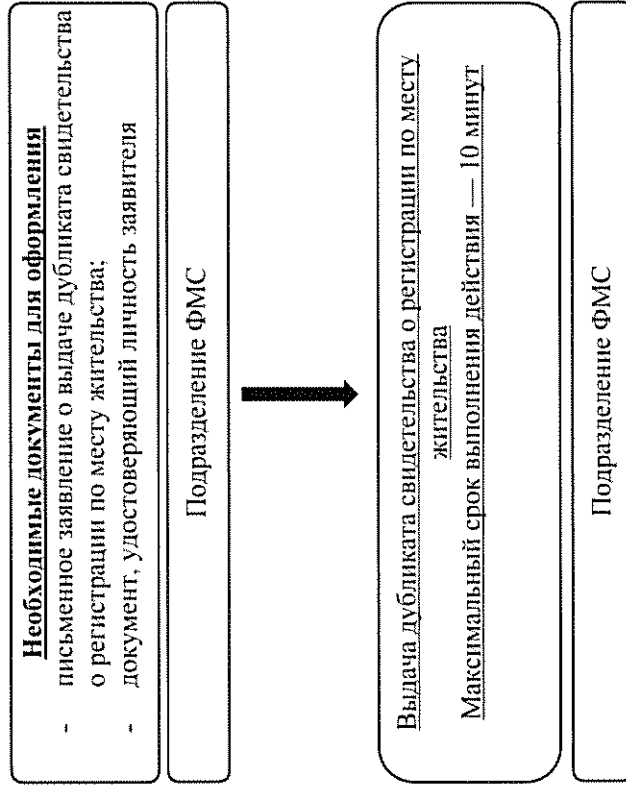 Необходимые документы для оформления
- письменное заявление о выдаче дубликата свидетельства
о регистрации по месту жительства;
- документ, удостоверяющий личность заявителя
Подразделение ФМС
Выдача дубликата свидетельства о регистрации по месту
жительства
Максимальный срок выполнения действия — 10 минут
Подразделение ФМС